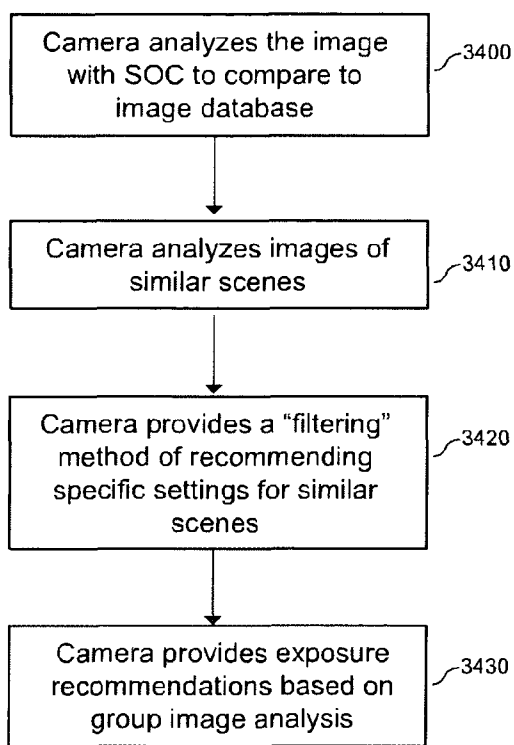 Camera analyzes the image
with SOC to compare to
image database
3400
Camera analyzes images of
similar scenes
3410
Camera provides a “filtering”
method of recommending
specific settings for similar
scenes
3420
Camera provides exposure
recommendations based on
group image analysis
3430